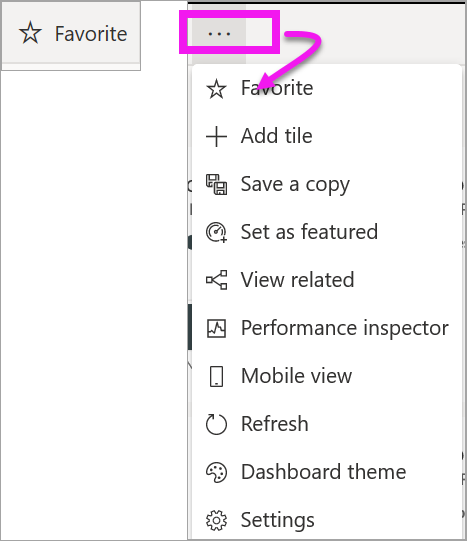 Favorite
...
Favorite
Add tile
Save a copy
Set as featured
View related
Performance inspector
Mobile view
Refresh
Dashboard theme
Settings